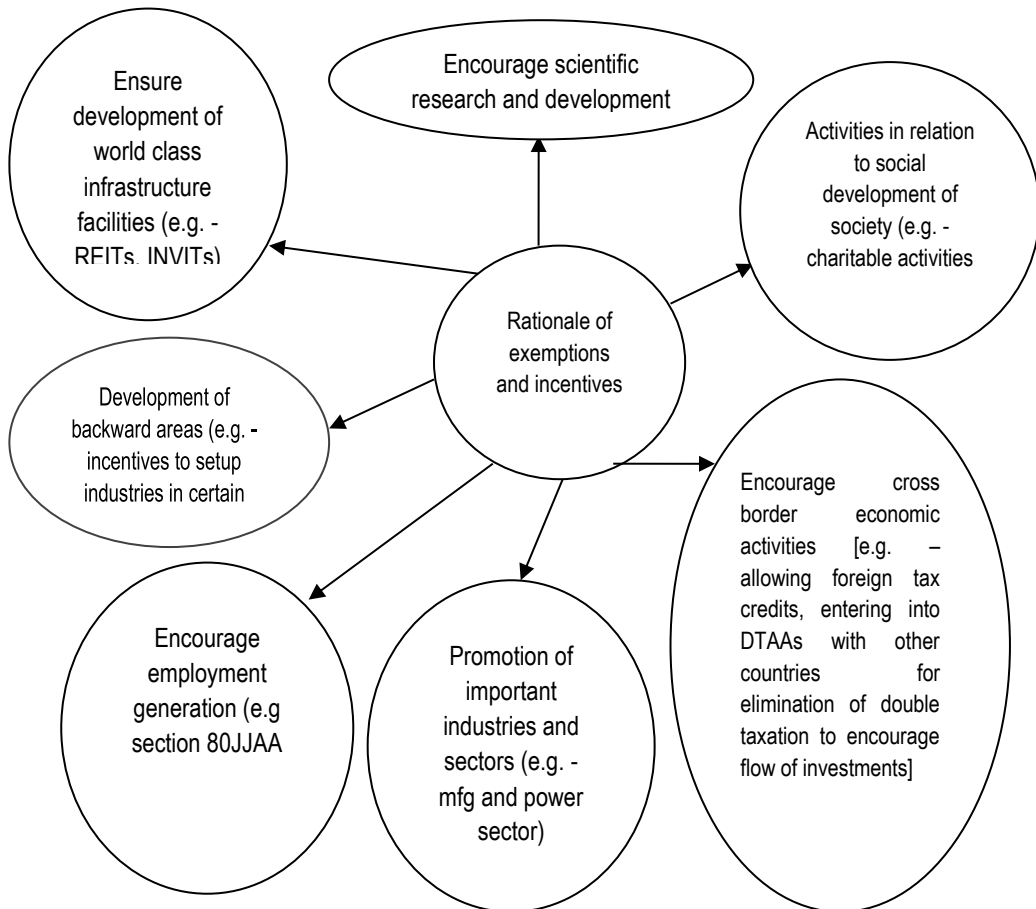 Encourage scientific
research and development
Ensure
development of
world class
infrastructure
facilities (e.g. -
REITs, INVITs)
Activities in relation
to social
development of
society (e.g. -
charitable activities
Rationale of
exemptions
and incentives
Development of
backward areas (e.g. -
incentives to setup
industries in certain
Encourage cross
border economic
activities [e.g. –
allowing foreign tax
credits, entering into
DTAAs with other
countries for
elimination of double
taxation to encourage
flow of investments]
Encourage
employment
generation (e.g
section 80JJAA
Promotion of
important
industries and
sectors (e.g. -
mfg and power
sector)